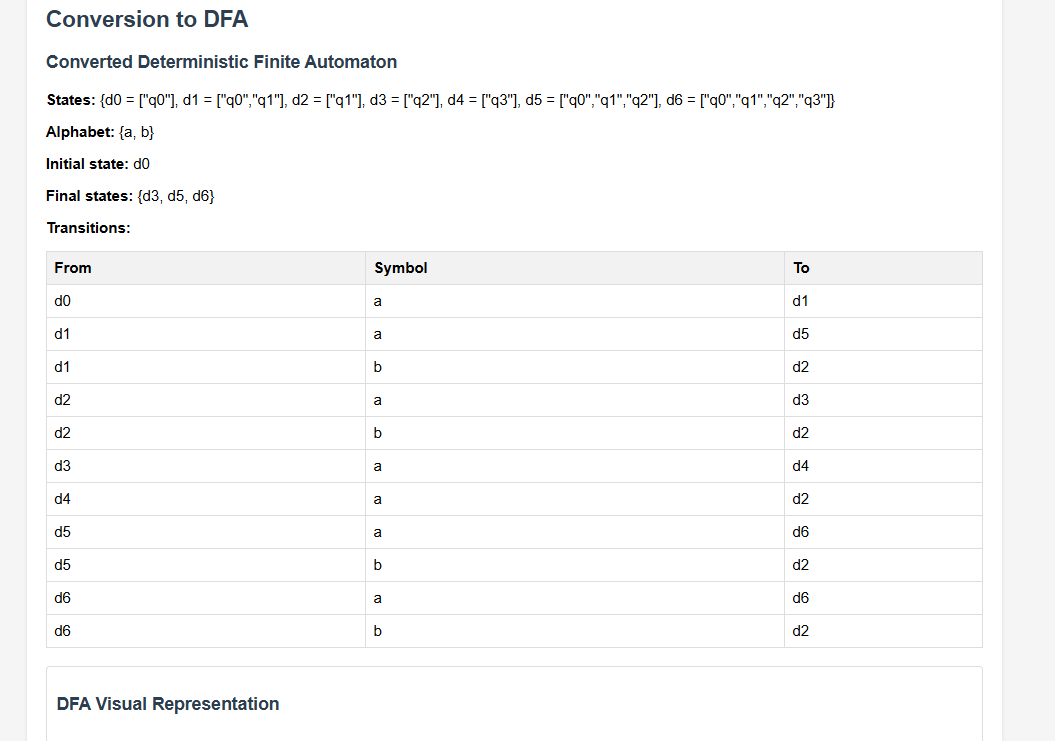 Conversion to DFA
Converted Deterministic Finite Automaton
States: {d0 = ["q0"], d1 = ["q0","q1"], d2 = ["q1"], d3 = ["q2"], d4 = ["q3"], d5 = ["q0","q1","q2"], d6 = ["q0","q1","q2","q3"]}
Alphabet: {a, b}
Initial state: d0
Final states: {d3, d5, d6}
Transitions:
From Symbol To
d0 a d1
d1 a d5
d1 b d2
d2 a d3
d2 b d2
d3 a d4
d4 a d2
d5 a d6
d5 b d2
d6 a d6
d6 b d2
DFA Visual Representation